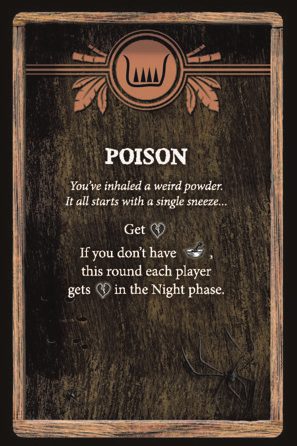 POISON
You've inhaled a weird powder.
It all starts with a single sneeze...
Get
If you don't have ,
this round each player
gets in the Night phase.